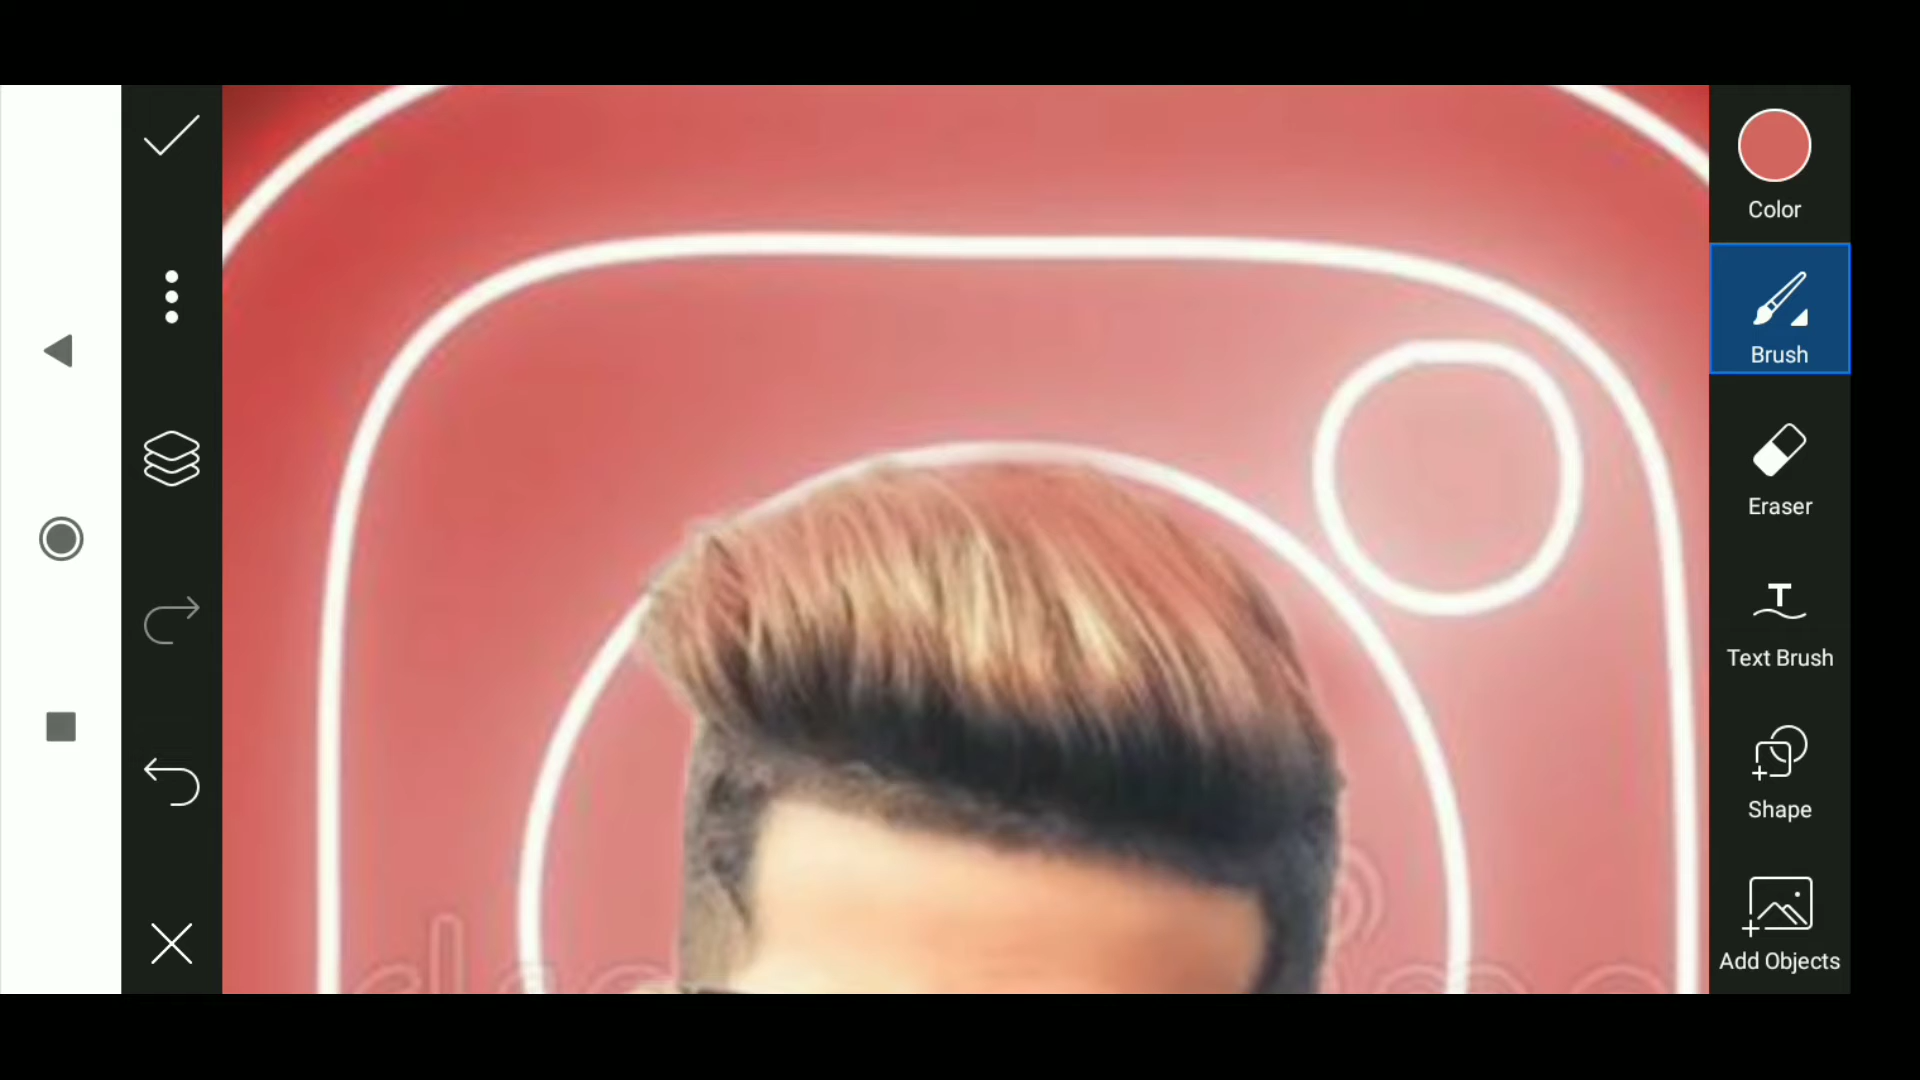 Color
Brush
Eraser
Text Brush
Shape
Add Objects